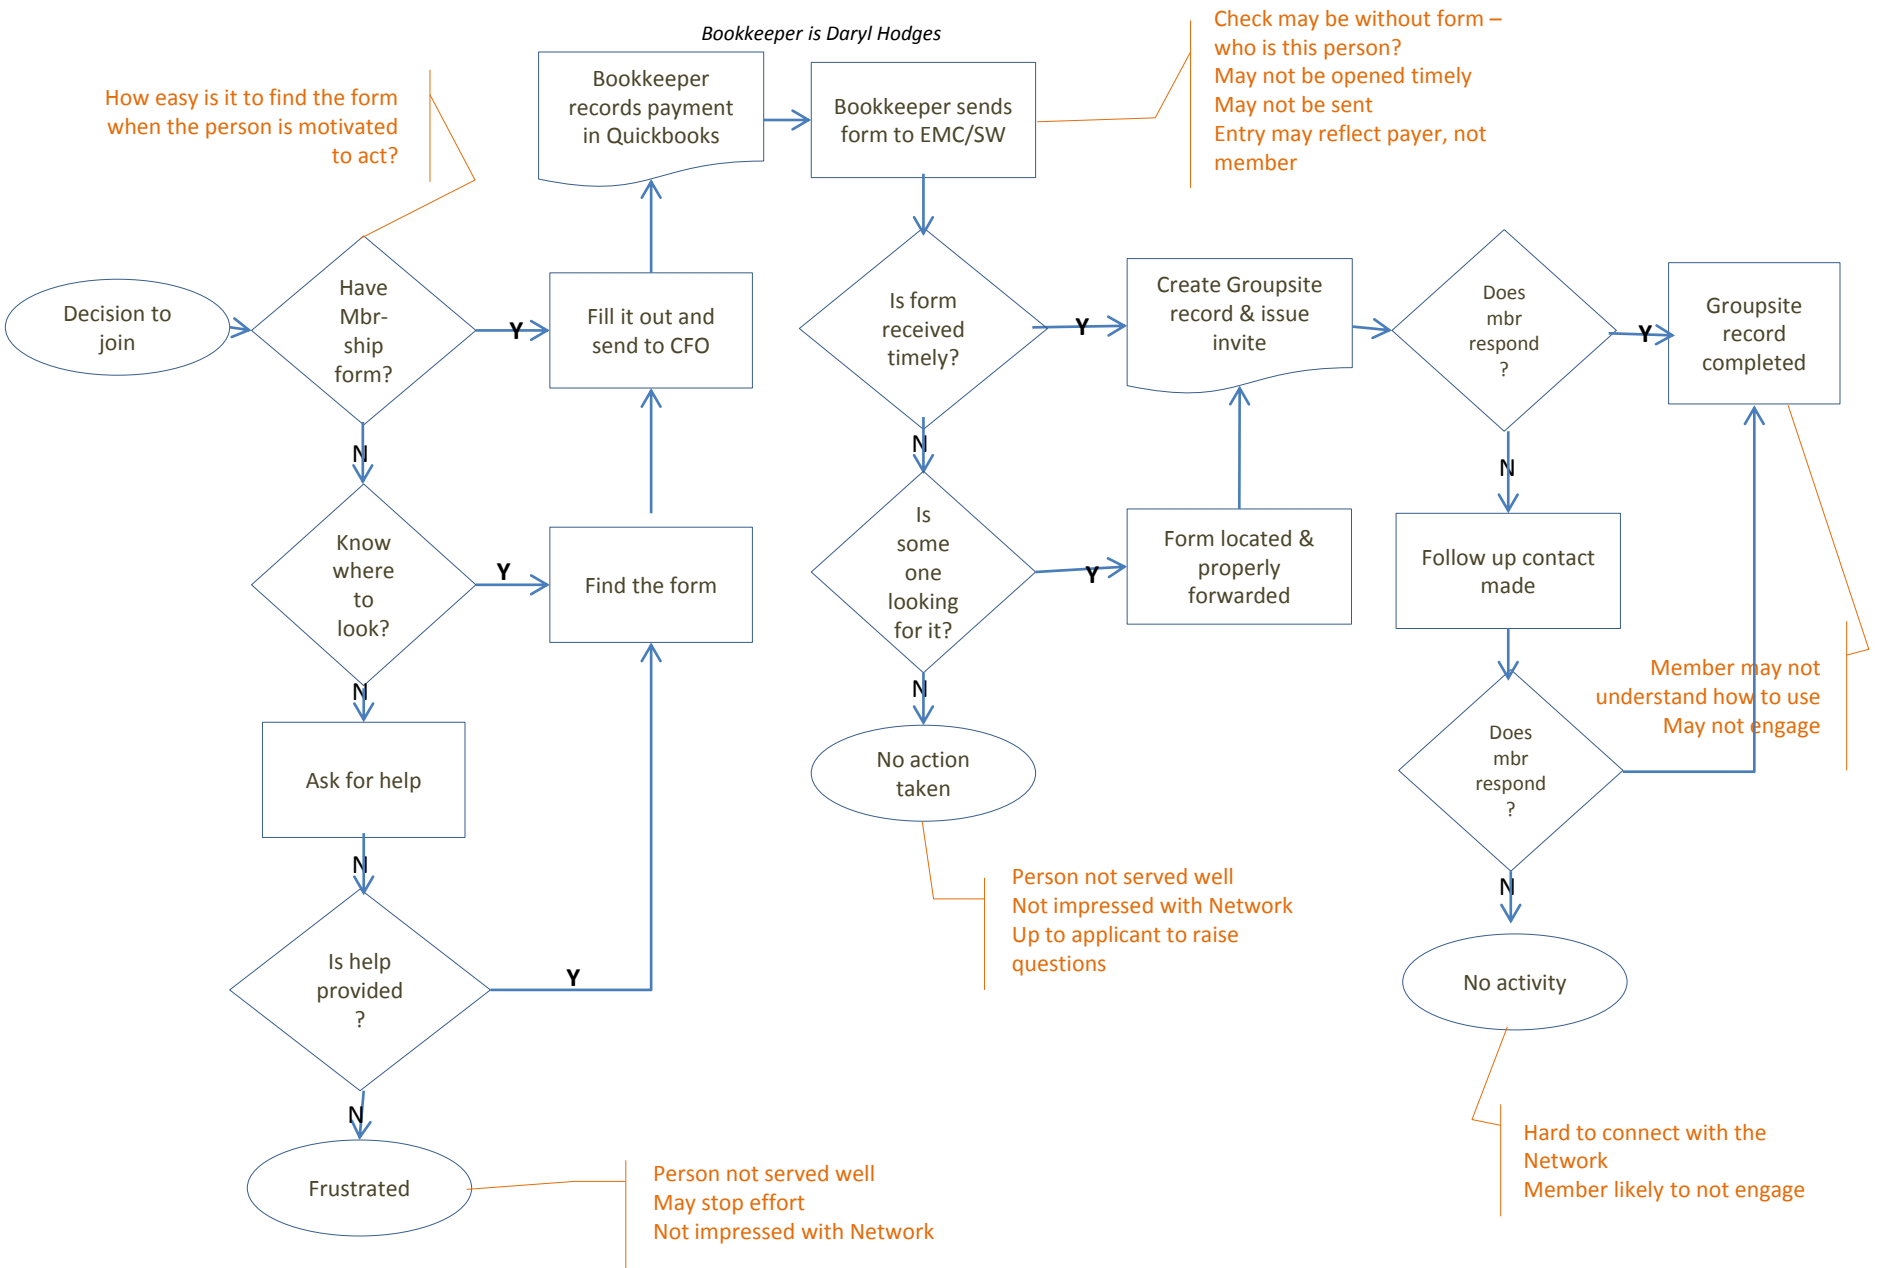 Bookkeeper is Daryl Hodges
How easy is it to find the form
when the person is motivated
to act?
Bookkeeper
records payment
in Quickbooks
Bookkeeper sends
form to EMC/SW
Check may be without form –
who is this person?
May not be opened timely
May not be sent
Entry may reflect payer, not
member
Decision to
join
Have
Mbr-
ship
form?
Y
Fill it out and
send to CFO
Is form
received
timely?
Y
Create Groupsite
record & issue
invite
Does
mbr
respond
?
Y
Groupsite
record
completed
N
N
N
Know
where
to
look?
Y
Find the form
Is
some
one
looking
for it?
Y
Form located &
properly
forwarded
Follow up contact
made
Member may not
understand how to use
May not engage
N
N
Ask for help
No action
taken
Does
mbr
respond
?
N
N
Person not served well
Not impressed with Network
Up to applicant to raise
questions
Is help
provided
?
Y
No activity
N
Frustrated
Person not served well
May stop effort
Not impressed with Network
Hard to connect with the
Network
Member likely to not engage